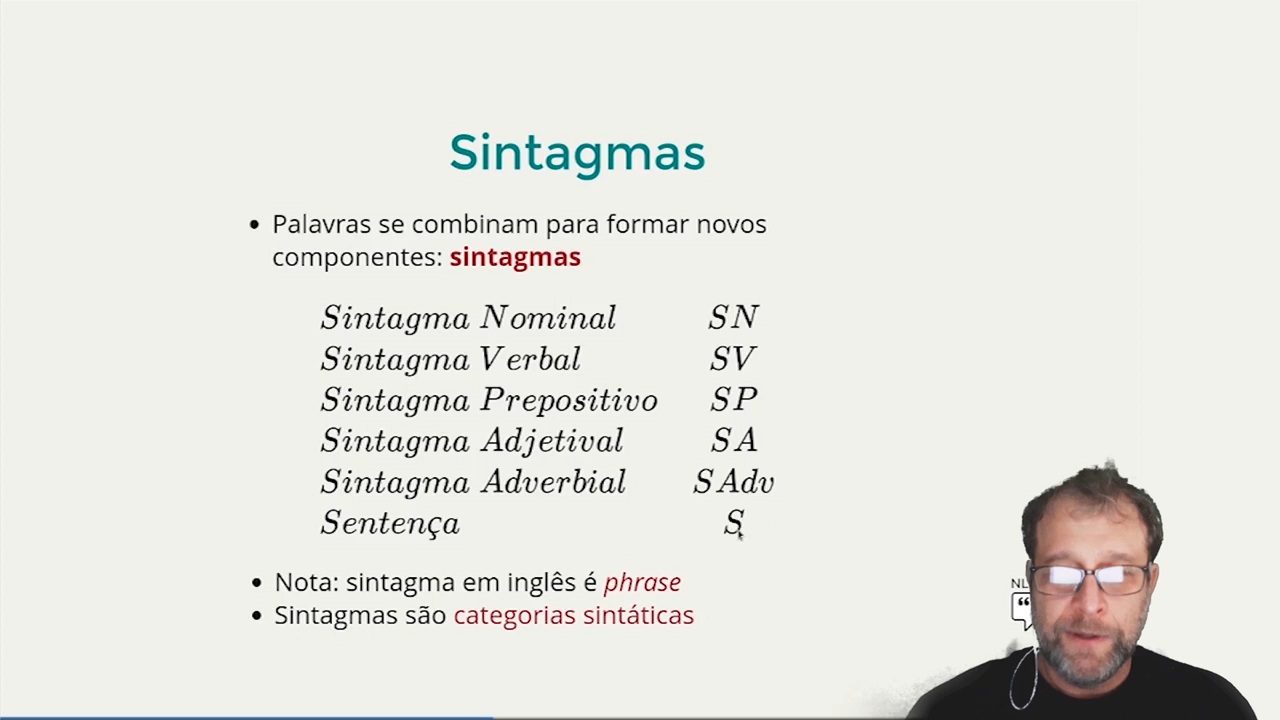 Sintagmas
• Palavras se combinam para formar novos
componentes: sintagmas
Sintagma Nominal SN
Sintagma Verbal SV
Sintagma Prepositivo SP
Sintagma Adjetival SA
Sintagma Adverbial SAdv
Sentença S
• Nota: sintagma em inglês é phrase
• Sintagmas são categorias sintáticas